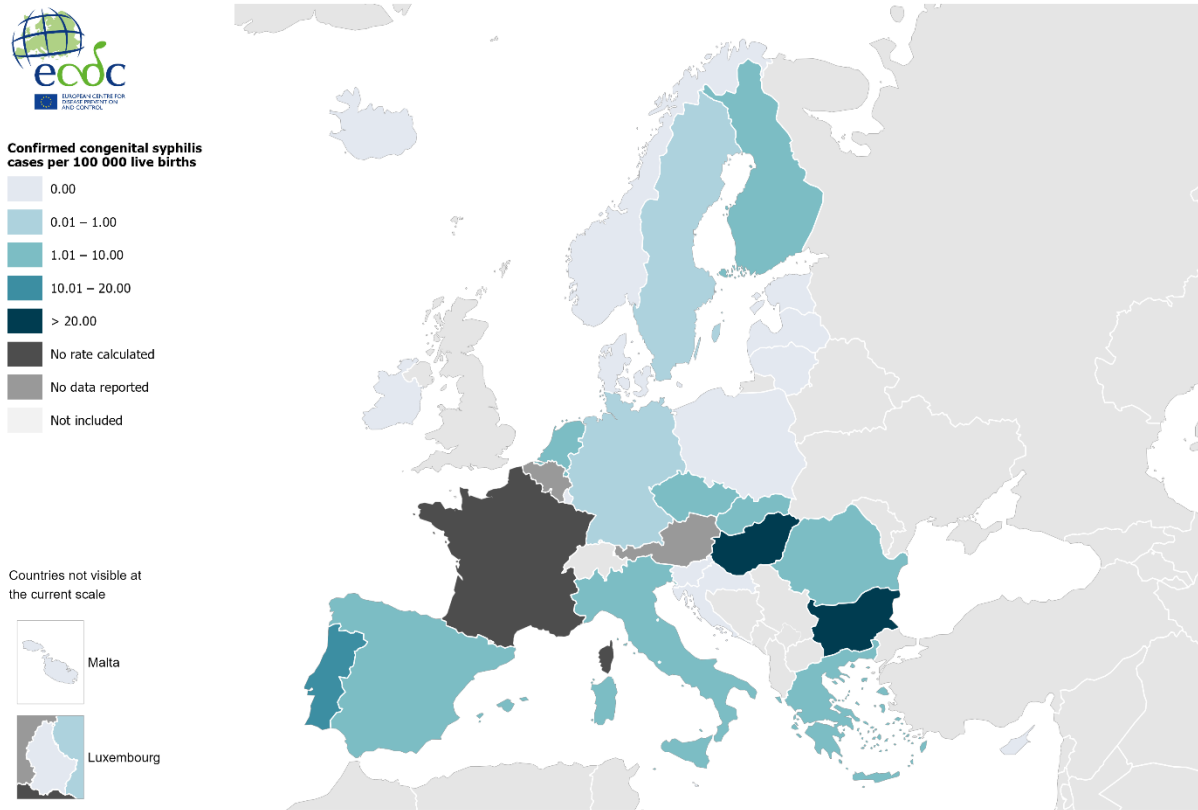 ecdc
EUROPEAN CENTRE FOR
DISEASE PREVENTION
AND CONTROL
Confirmed congenital syphilis
cases per 100 000 live births
0.00
0.01 – 1.00
1.01 – 10.00
10.01 – 20.00
> 20.00
No rate calculated
No data reported
Not included
Countries not visible at
the current scale
Malta
Luxembourg